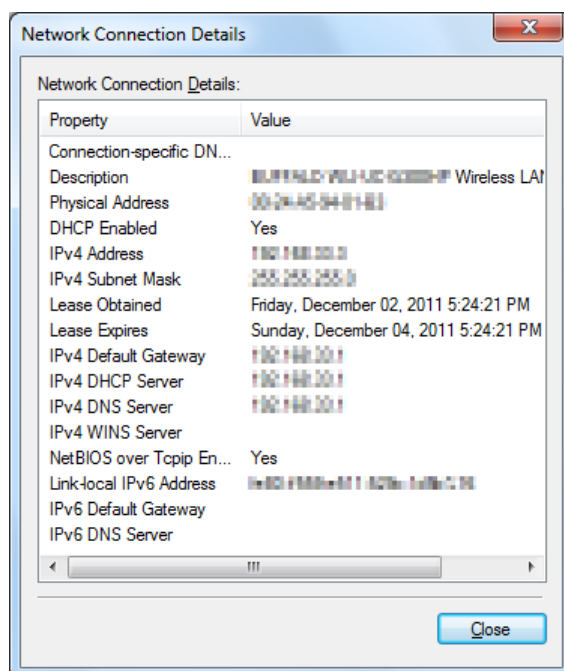 Network Connection Details
Network Connection Details:
Property Value
Connection-specific DN...
Description Wireless LAN
Physical Address
DHCP Enabled Yes
IPv4 Address
IPv4 Subnet Mask
Lease Obtained Friday, December 02, 2011 5:24:21 PM
Lease Expires Sunday, December 04, 2011 5:24:21 PM
IPv4 Default Gateway
IPv4 DHCP Server
IPv4 DNS Server
IPv4 WINS Server
NetBIOS over Tcpip En... Yes
Link-local IPv6 Address
IPv6 Default Gateway
IPv6 DNS Server
Close